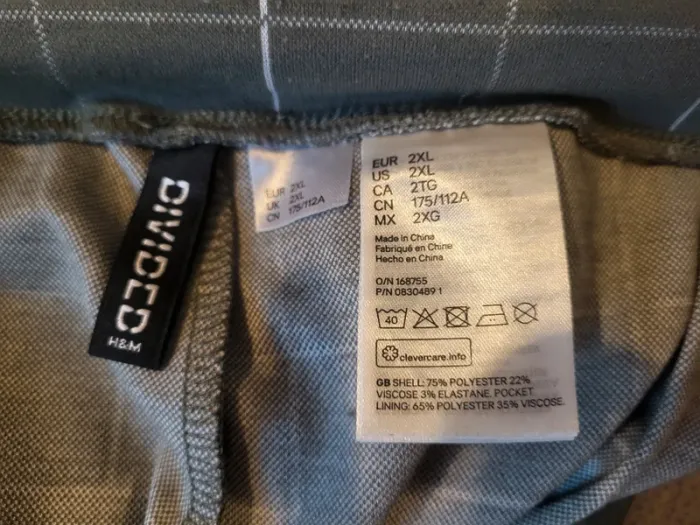 DIVIDED
H&M
EUR 2XL
UK 2XL
CN 175/112A
EUR 2XL
US 2XL
CA 2TG
CN 175/112A
MX 2XG
Made in China
Fabriqué en Chine
Hecho en China
O/N 168755
P/N 0830489 1
40
clevercare.info
GB SHELL: 75% POLYESTER 22%
VISCOSE 3% ELASTANE. POCKET
LINING: 65% POLYESTER 35% VISCOSE.